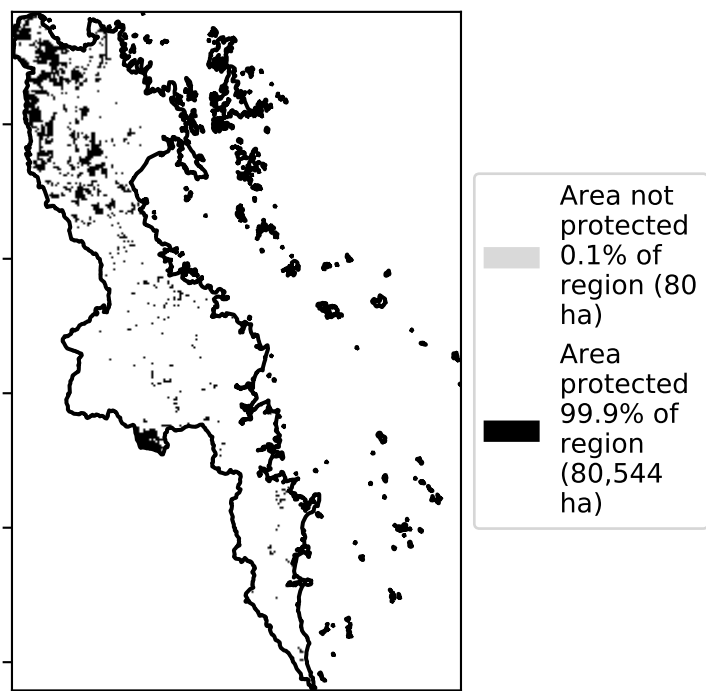 Area not
protected
0.1% of
region (80
ha)
Area
protected
99.9% of
region
(80,544
ha)